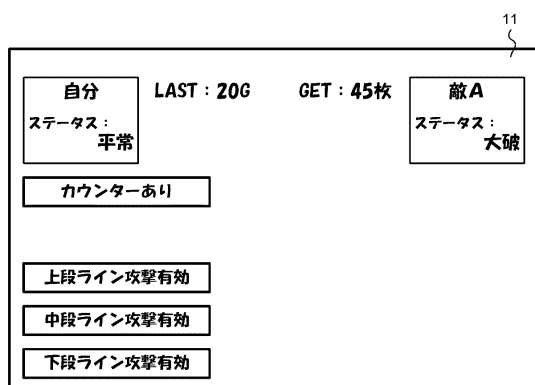 11
自分
LAST：20G
GET：45枚
敵A
ステータス：
平常
ステータス：
大破
カウンターあり
上段ライン攻撃有効
中段ライン攻撃有効
下段ライン攻撃有効